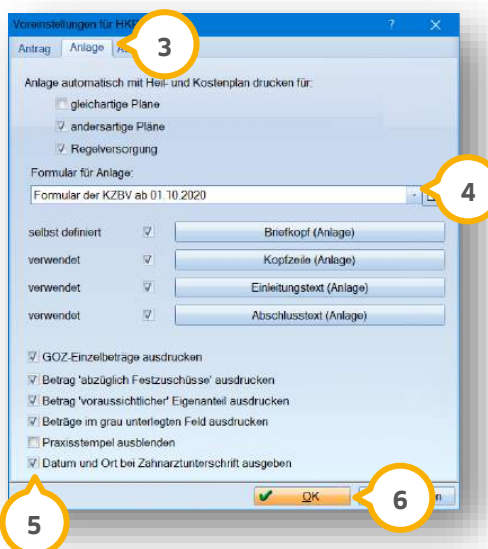 Voreinstellungen für HK
? ×
Antrag Anlage
3
Anlage automatisch mit Heil- und Kostenplan drucken für:
gleichartige Pläne
andersartige Pläne
Regelversorgung
Formular für Anlage:
Formular der KZBV ab 01.10.2020
4
selbst definiert Briefkopf (Anlage)
verwendet Kopfzeile (Anlage)
verwendet Einleitungstext (Anlage)
verwendet Abschlusstext (Anlage)
GOZ-Einzelbeträge ausdrucken
Betrag 'abzüglich Festzuschüsse' ausdrucken
Betrag 'voraussichtlicher' Eigenanteil ausdrucken
Beträge im grau unterlegten Feld ausdrucken
Praxisstempel ausblenden
Datum und Ort bei Zahnarztunterschrift ausgeben
OK
6
n
5